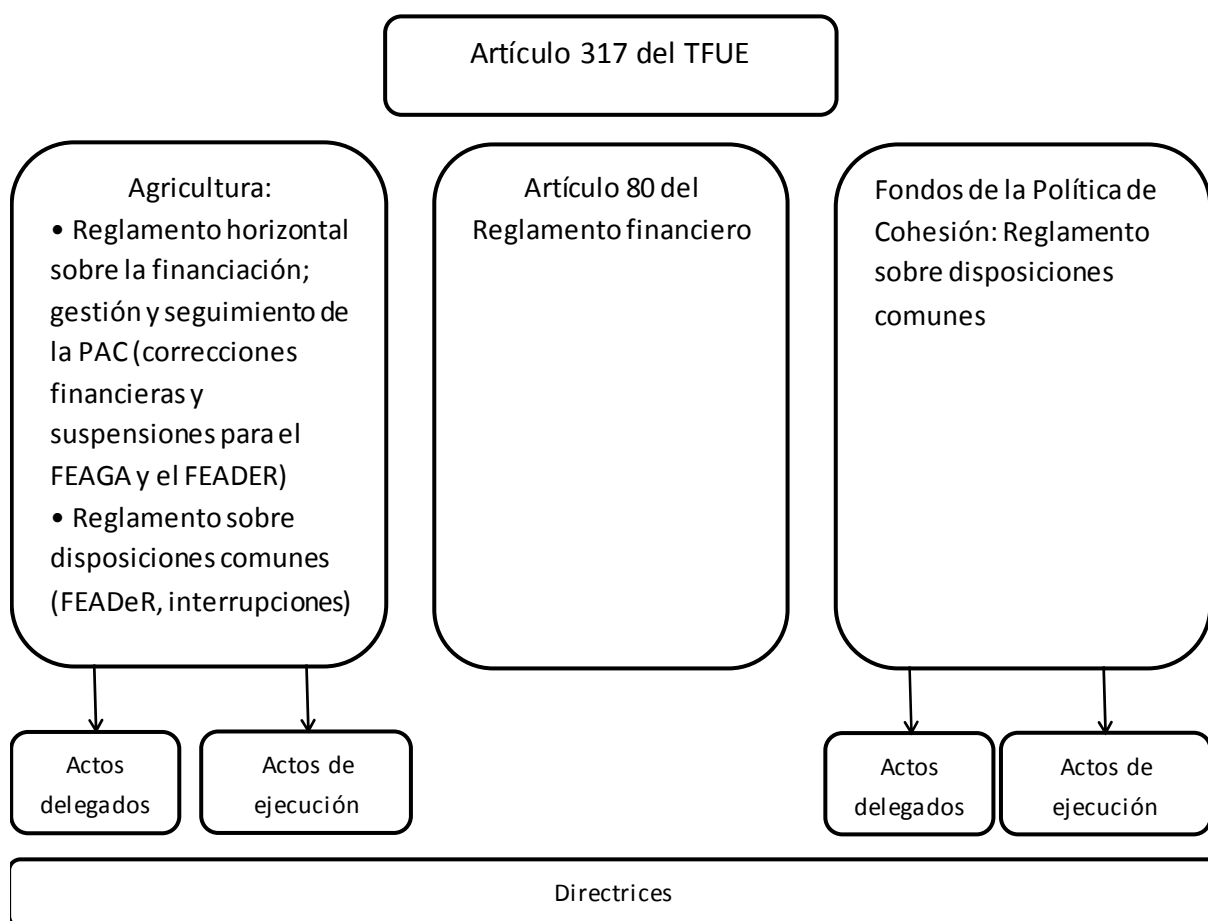 Artículo 317 del TFUE
Agricultura:
• Reglamento horizontal
sobre la financiación;
gestión y seguimiento de
la PAC (correcciones
financieras y
suspensiones para el
FEAGA y el FEADER)
• Reglamento sobre
disposiciones comunes
(FEADeR, interrupciones)
Artículo 80 del
Reglamento financiero
Fondos de la Política de
Cohesión: Reglamento
sobre disposiciones
comunes
Actos
delegados
Actos de
ejecución
Actos
delegados
Actos de
ejecución
Directrices